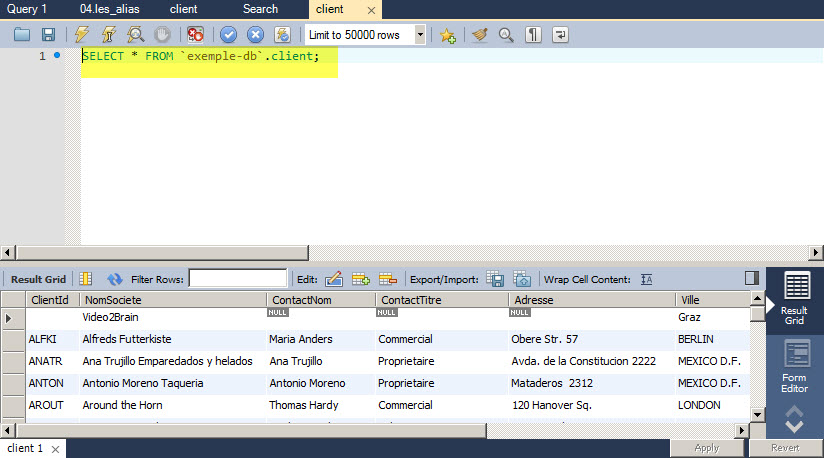 Query 1 04.les_alias client Search client
Limit to 50000 rows
1 SELECT * FROM `exemple-db`.client;
Result Grid Filter Rows: Edit: Export/Import: Wrap Cell Content: IA
ClientId NomSociete ContactNom ContactTitre Adresse Ville
Video2Brain NULL NULL NULL Graz
ALFKI Alfreds Futterkiste Maria Anders Commercial Obere Str. 57 BERLIN
ANATR Ana Trujillo Emparedados y helados Ana Trujillo Proprietaire Avda. de la Constitucion 2222 MEXICO D.F.
ANTON Antonio Moreno Taqueria Antonio Moreno Proprietaire Mataderos 2312 MEXICO D.F.
AROUT Around the Horn Thomas Hardy Commercial 120 Hanover Sq. LONDON
Result
Grid
Form
Editor
client 1 Apply Revert